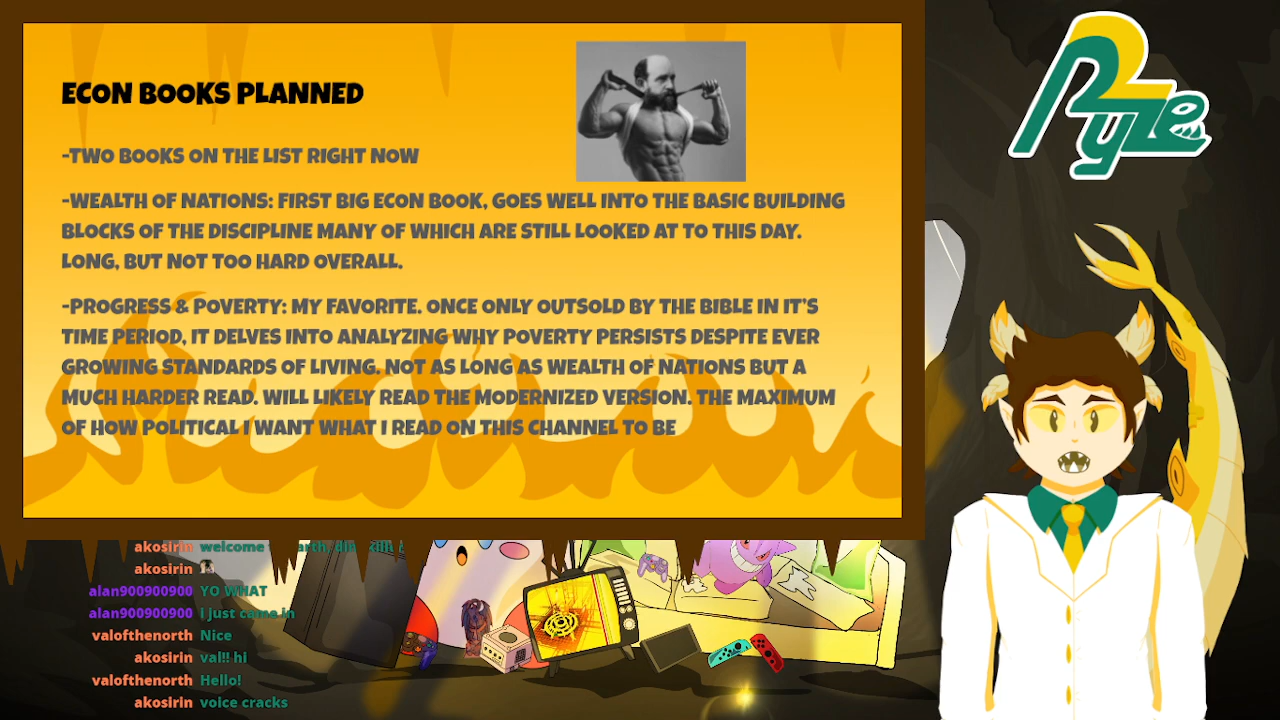 ECON BOOKS PLANNED
-TWO BOOKS ON THE LIST RIGHT NOW
-WEALTH OF NATIONS: FIRST BIG ECON BOOK, GOES WELL INTO THE BASIC BUILDING
BLOCKS OF THE DISCIPLINE MANY OF WHICH ARE STILL LOOKED AT TO THIS DAY.
LONG, BUT NOT TOO HARD OVERALL.
-PROGRESS & POVERTY: MY FAVORITE. ONCE ONLY OUTSOLD BY THE BIBLE IN IT'S
TIME PERIOD, IT DELVES INTO ANALYZING WHY POVERTY PERSISTS DESPITE EVER
GROWING STANDARDS OF LIVING. NOT AS LONG AS WEALTH OF NATIONS BUT A
MUCH HARDER READ. WILL LIKELY READ THE MODERNIZED VERSION. THE MAXIMUM
OF HOW POLITICAL I WANT WHAT I READ ON THIS CHANNEL TO BE
Ryze
akosirin welcome
akosirin
alan900900900 YO WHAT
alan900900900 i just came in
valofthenorth Nice
akosirin val!! hi
valofthenorth Hello!
akosirin voice cracks